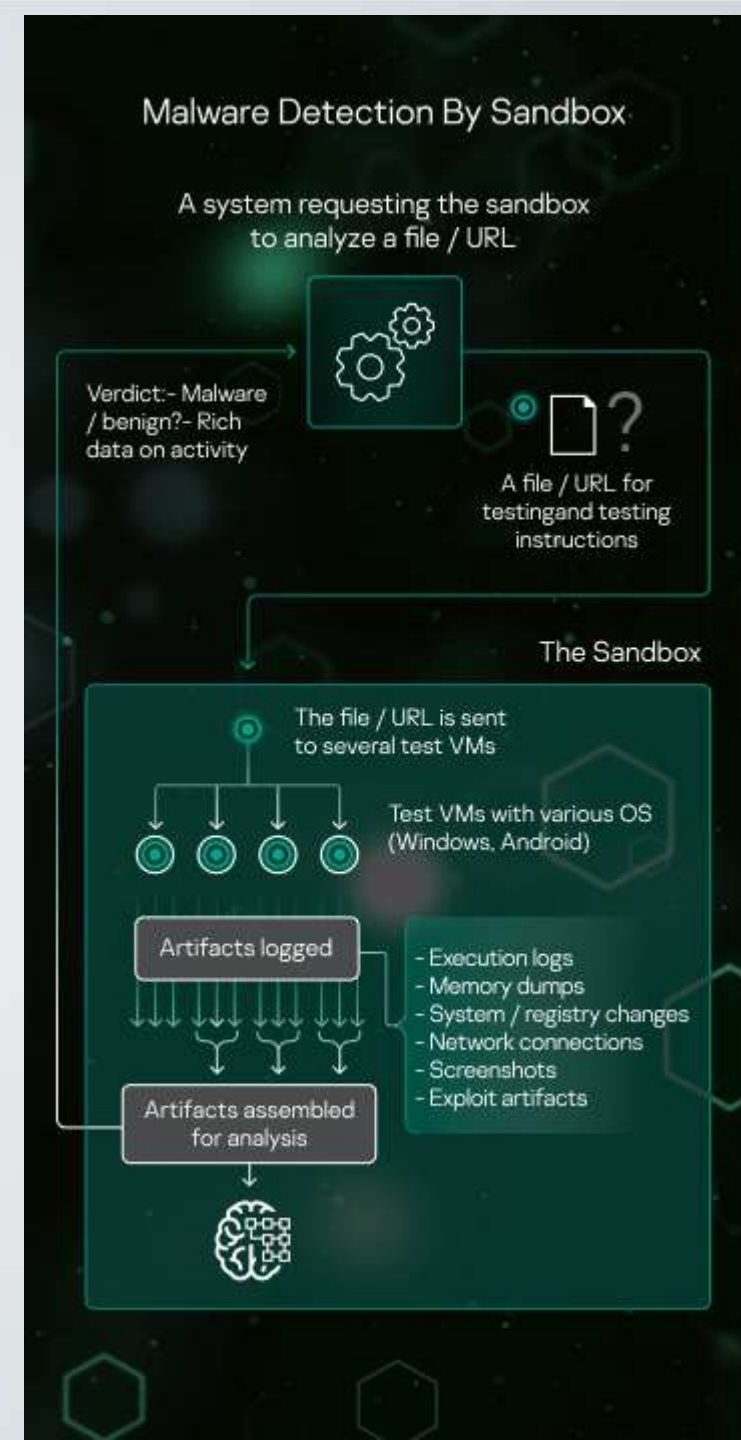 Malware Detection By Sandbox
A system requesting the sandbox
to analyze a file / URL
Verdict:- Malware
/ benign?- Rich
data on activity
?
A file / URL for
testingand testing
instructions
The Sandbox
The file / URL is sent
to several test VMs
Test VMs with various OS
(Windows, Android)
Artifacts logged
- Execution logs
- Memory dumps
- System / registry changes
- Network connections
- Screenshots
- Exploit artifacts
Artifacts assembled
for analysis